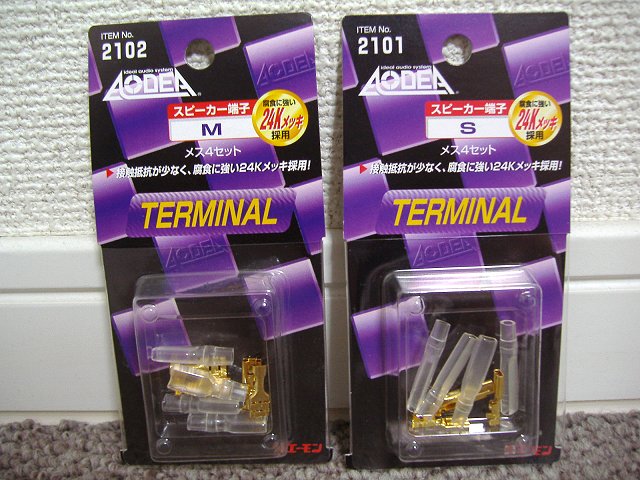 ITEM No.
2102
ideal audio system
AODEA
スピーカー端子
M
腐食に強い
24Kメッキ
採用
メス4セット
接触抵抗が少なく、腐食に強い24Kメッキ採用!
TERMINAL
AODEA
エーモン
ITEM No.
2101
ideal audio system
AODEA
スピーカー端子
S
腐食に強い
24Kメッキ
採用
メス4セット
接触抵抗が少なく、腐食に強い24Kメッキ採用!
TERMINAL
AODEA
エーモン